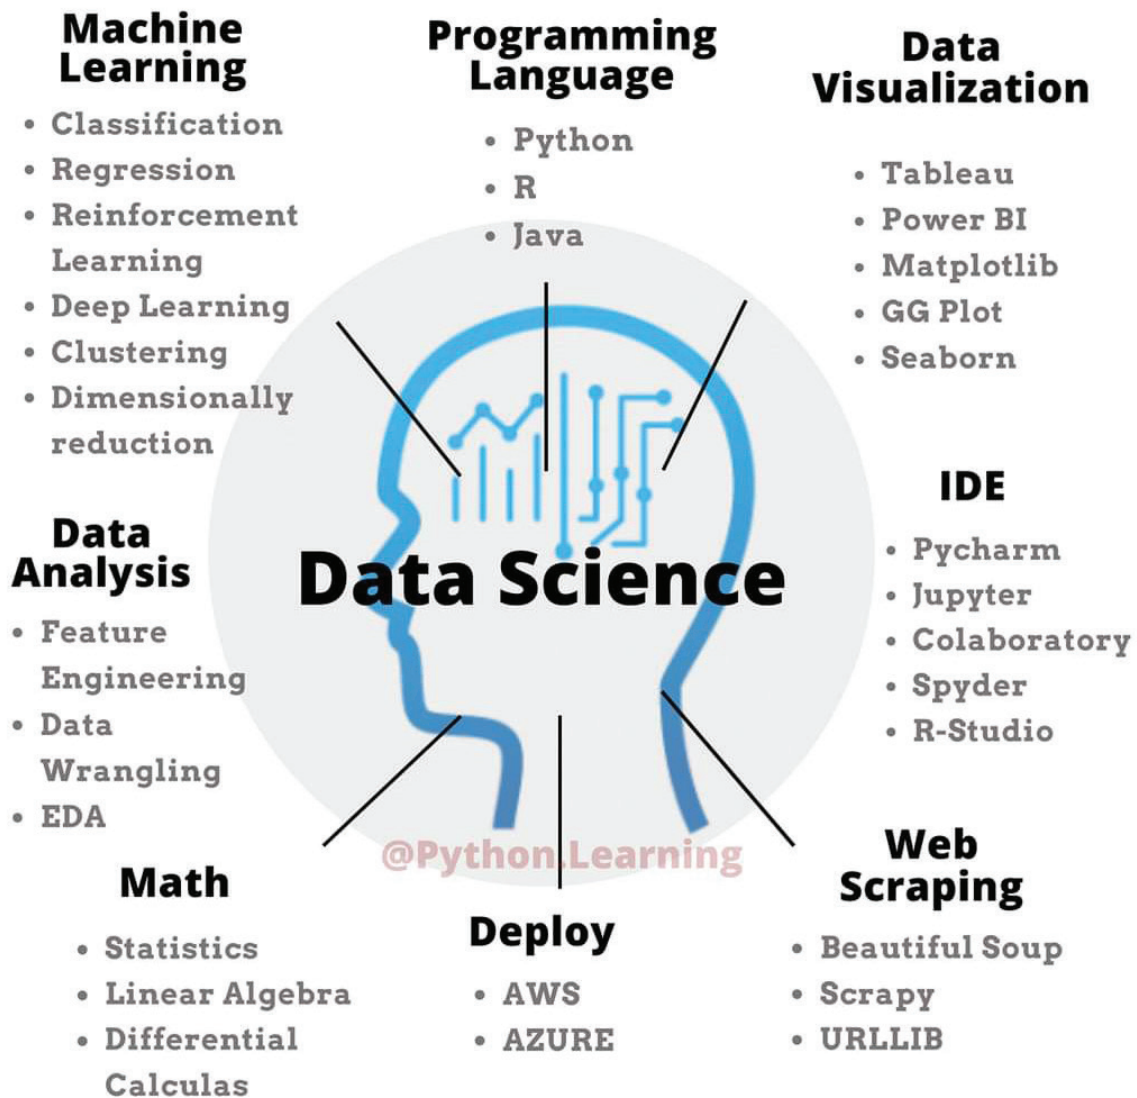 Machine
Learning
• Classification
• Regression
• Reinforcement
Learning
• Deep Learning
• Clustering
• Dimensionally
reduction
Programming
Language
• Python
• R
• Java
Data
Visualization
• Tableau
• Power BI
• Matplotlib
• GG Plot
• Seaborn
Data
Analysis
• Feature
Engineering
• Data
Wrangling
• EDA
Data Science
IDE
• Pycharm
• Jupyter
• Colaboratory
• Spyder
• R-Studio
@Python.Learning
Math
• Statistics
• Linear Algebra
• Differential
Calculas
Deploy
• AWS
• AZURE
Web
Scraping
• Beautiful Soup
• Scrapy
• URLLIB